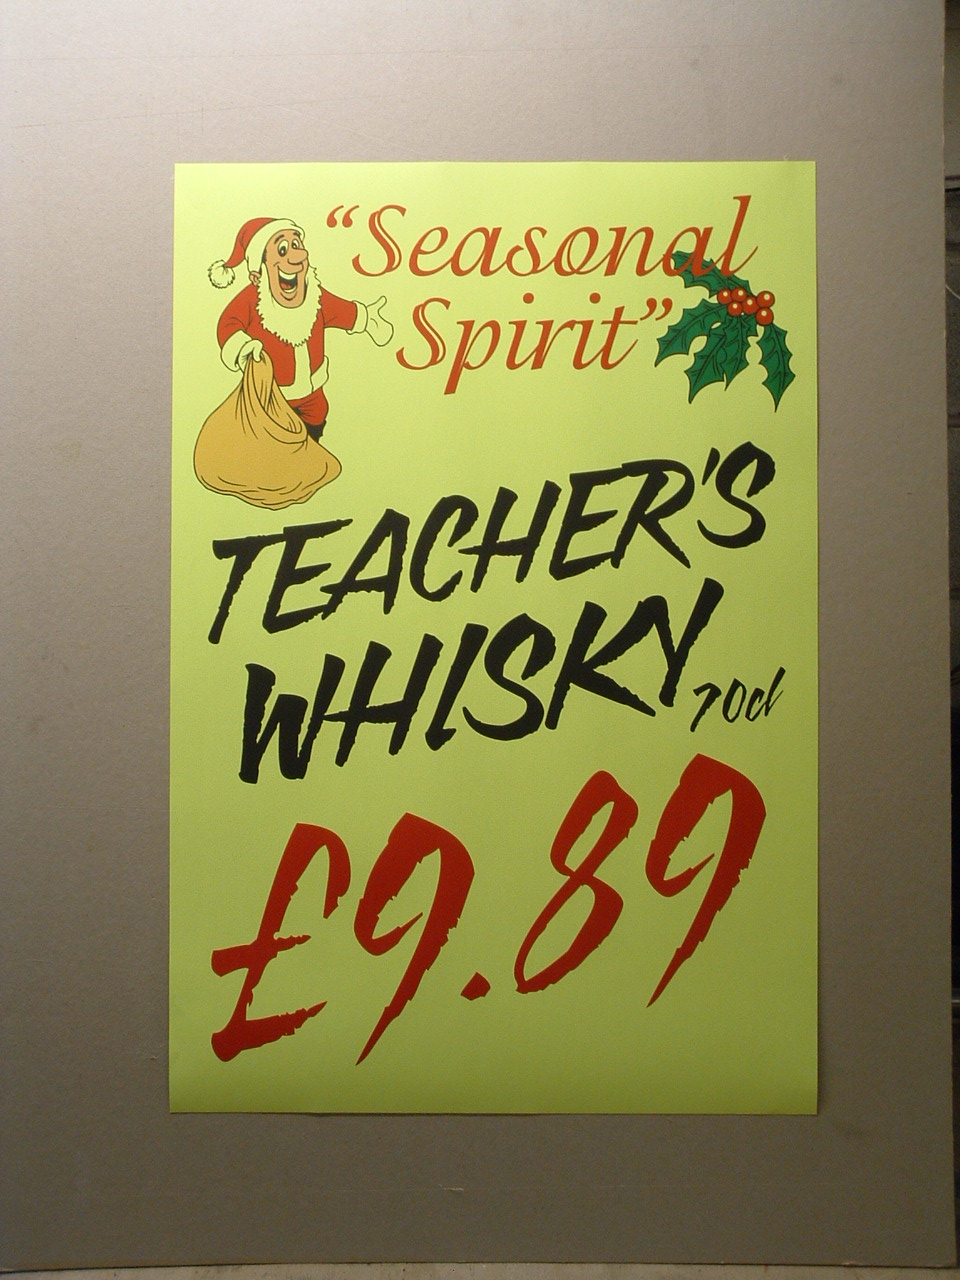 “Seasonal
Spirit”
TEACHER'S
WHISKY 70cl
£9.89